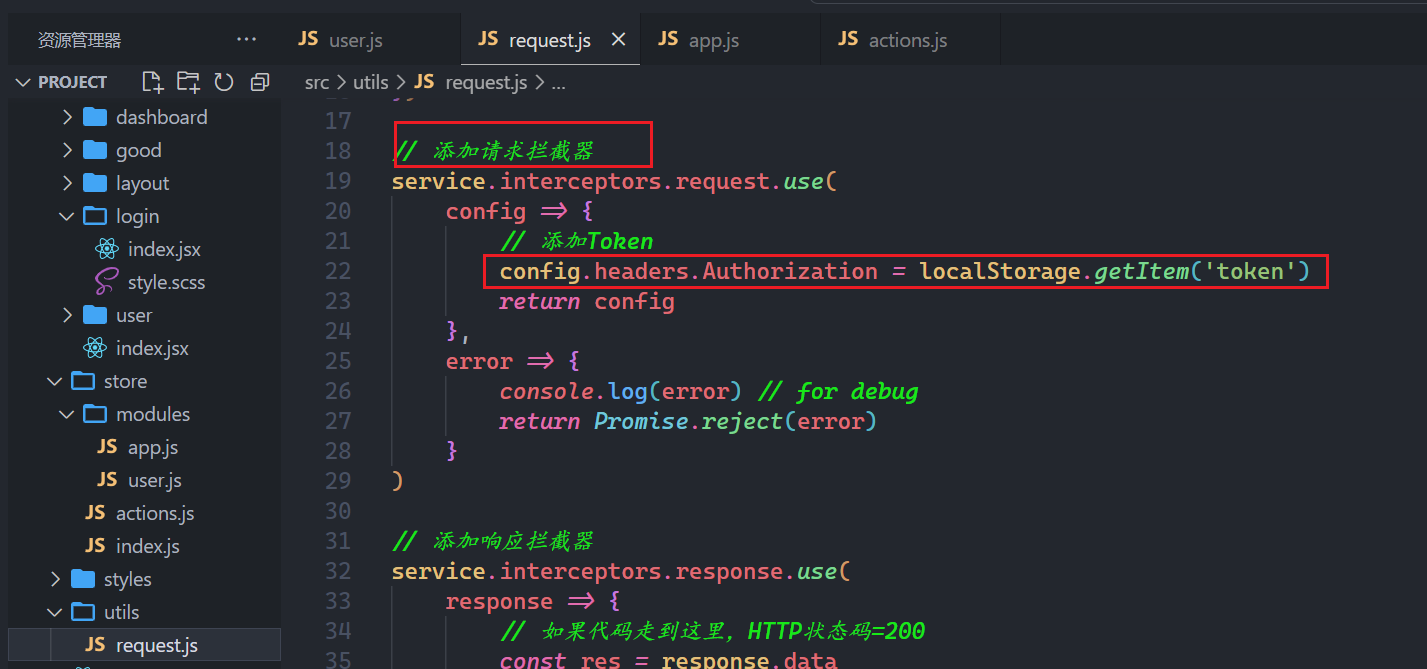 资源管理器 ···
JS user.js
JS request.js ×
JS app.js
JS actions.js
PROJECT
src > utils > JS request.js > ...
dashboard
good
layout
login
index.jsx
style.scss
user
index.jsx
store
modules
JS app.js
JS user.js
JS actions.js
JS index.js
styles
utils
JS request.js
17
18 // 添加请求拦截器
19 service.interceptors.request.use(
20 config => {
21 // 添加Token
22 config.headers.Authorization = localStorage.getItem('token')
23 return config
24 },
25 error => {
26 console.log(error) // for debug
27 return Promise.reject(error)
28 }
29 )
30
31 // 添加响应拦截器
32 service.interceptors.response.use(
33 response => {
34 // 如果代码走到这里，HTTP状态码=200
35 const res = response.data